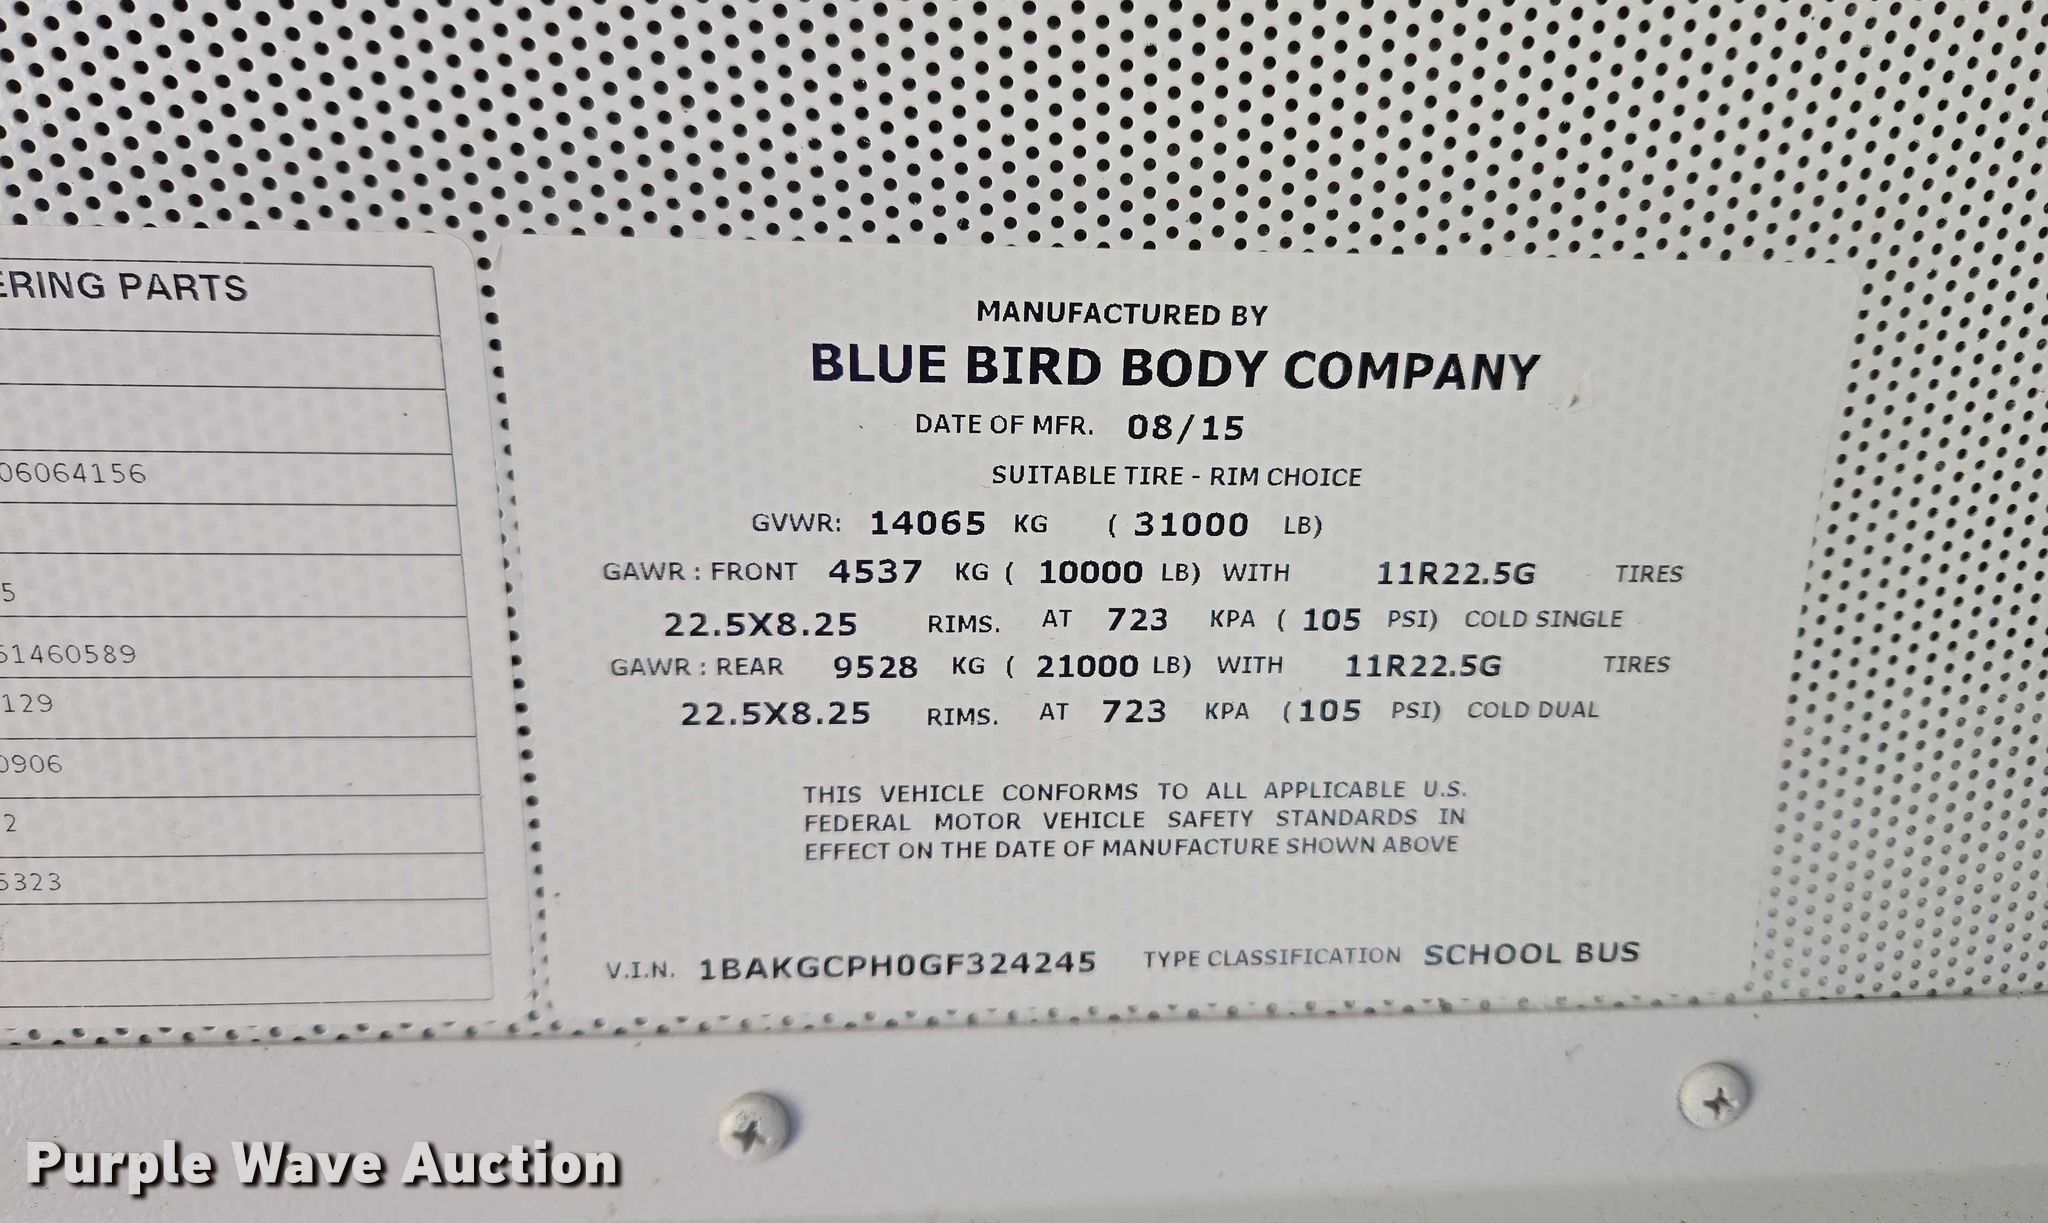 ERING PARTS
06064156
5
61460589
129
0906
2
5323
MANUFACTURED BY
BLUE BIRD BODY COMPANY
DATE OF MFR. 08/15
SUITABLE TIRE - RIM CHOICE
GVWR: 14065 KG ( 31000 LB)
GAWR : FRONT 4537 KG ( 10000 LB) WITH 11R22.5G TIRES
22.5X8.25 RIMS. AT 723 KPA ( 105 PSI) COLD SINGLE
GAWR : REAR 9528 KG ( 21000 LB) WITH 11R22.5G TIRES
22.5X8.25 RIMS. AT 723 KPA ( 105 PSI) COLD DUAL
THIS VEHICLE CONFORMS TO ALL APPLICABLE U.S.
FEDERAL MOTOR VEHICLE SAFETY STANDARDS IN
EFFECT ON THE DATE OF MANUFACTURE SHOWN ABOVE
V.I.N. 1BAKGCPH0GF324245 TYPE CLASSIFICATION SCHOOL BUS
Purple Wave Auction